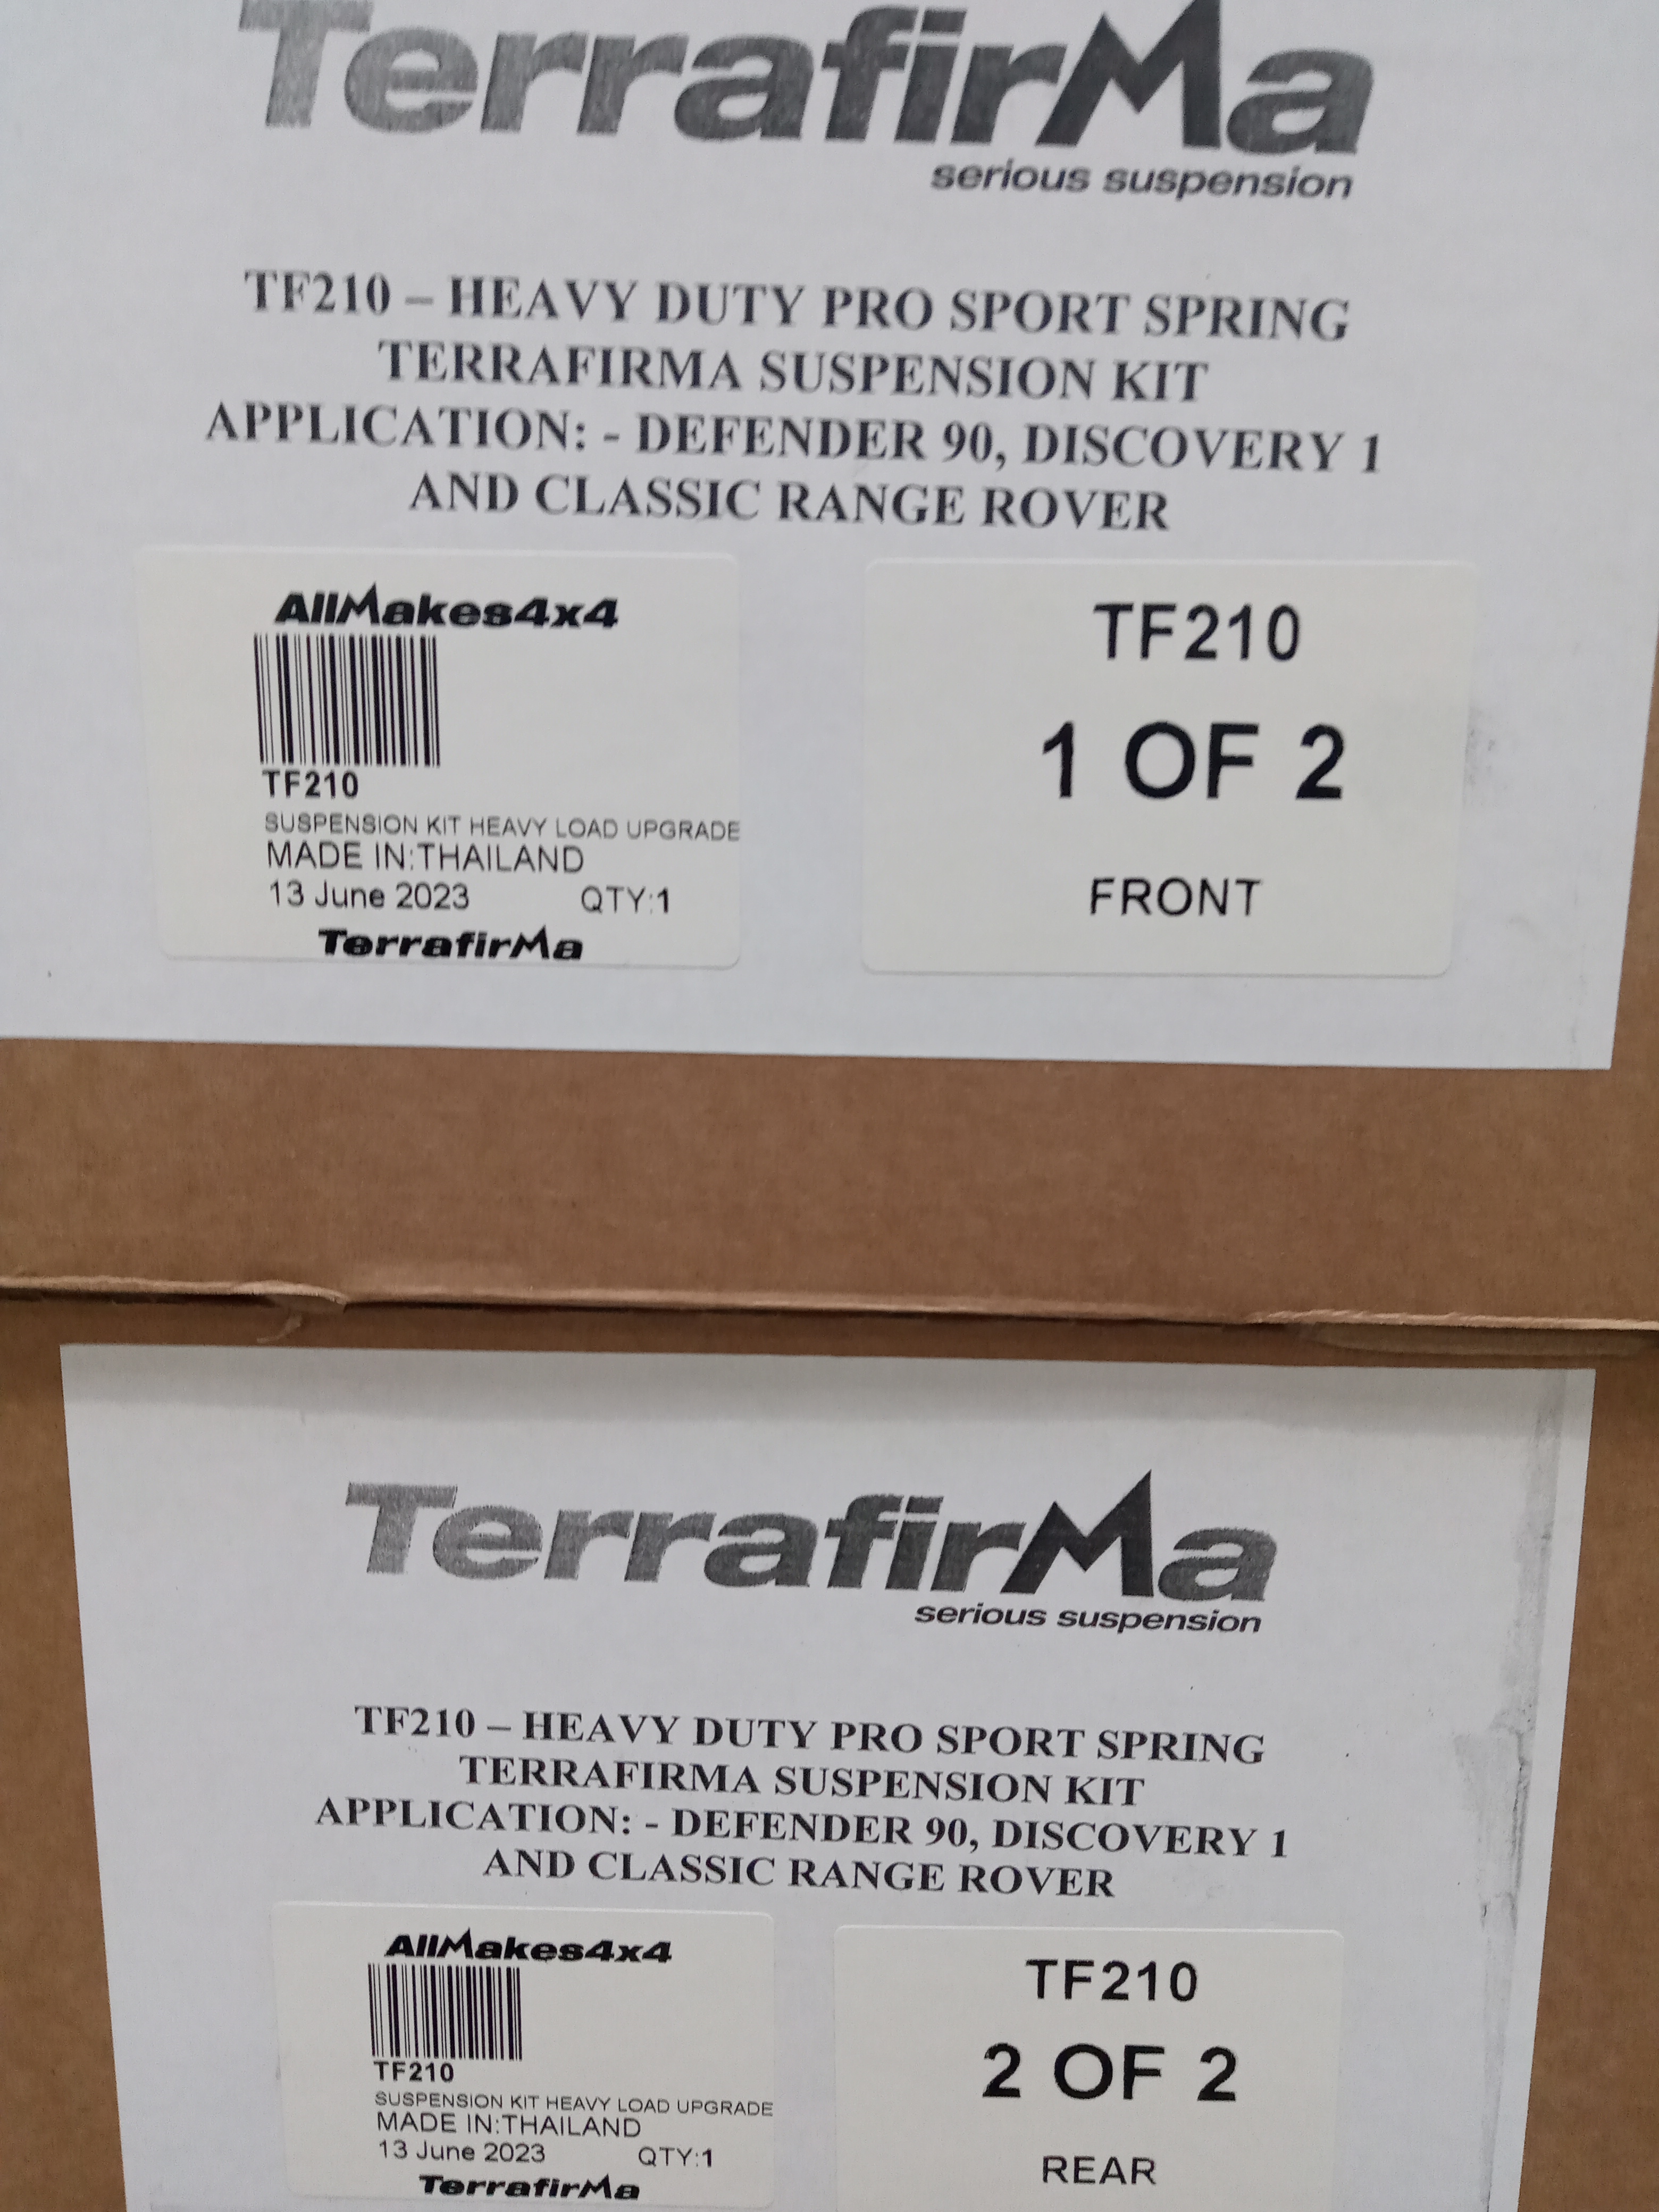 TerrafirMa
serious suspension
TF210 – HEAVY DUTY PRO SPORT SPRING
TERRAFIRMA SUSPENSION KIT
APPLICATION: - DEFENDER 90, DISCOVERY 1
AND CLASSIC RANGE ROVER
AllMakes4x4
TF210
SUSPENSION KIT HEAVY LOAD UPGRADE
MADE IN:THAILAND
13 June 2023 QTY:1
TerrafirMa
TF210
1 OF 2
FRONT
TerrafirMa
serious suspension
TF210 – HEAVY DUTY PRO SPORT SPRING
TERRAFIRMA SUSPENSION KIT
APPLICATION: - DEFENDER 90, DISCOVERY 1
AND CLASSIC RANGE ROVER
AllMakes4x4
TF210
SUSPENSION KIT HEAVY LOAD UPGRADE
MADE IN:THAILAND
13 June 2023 QTY:1
TerrafirMa
TF210
2 OF 2
REAR